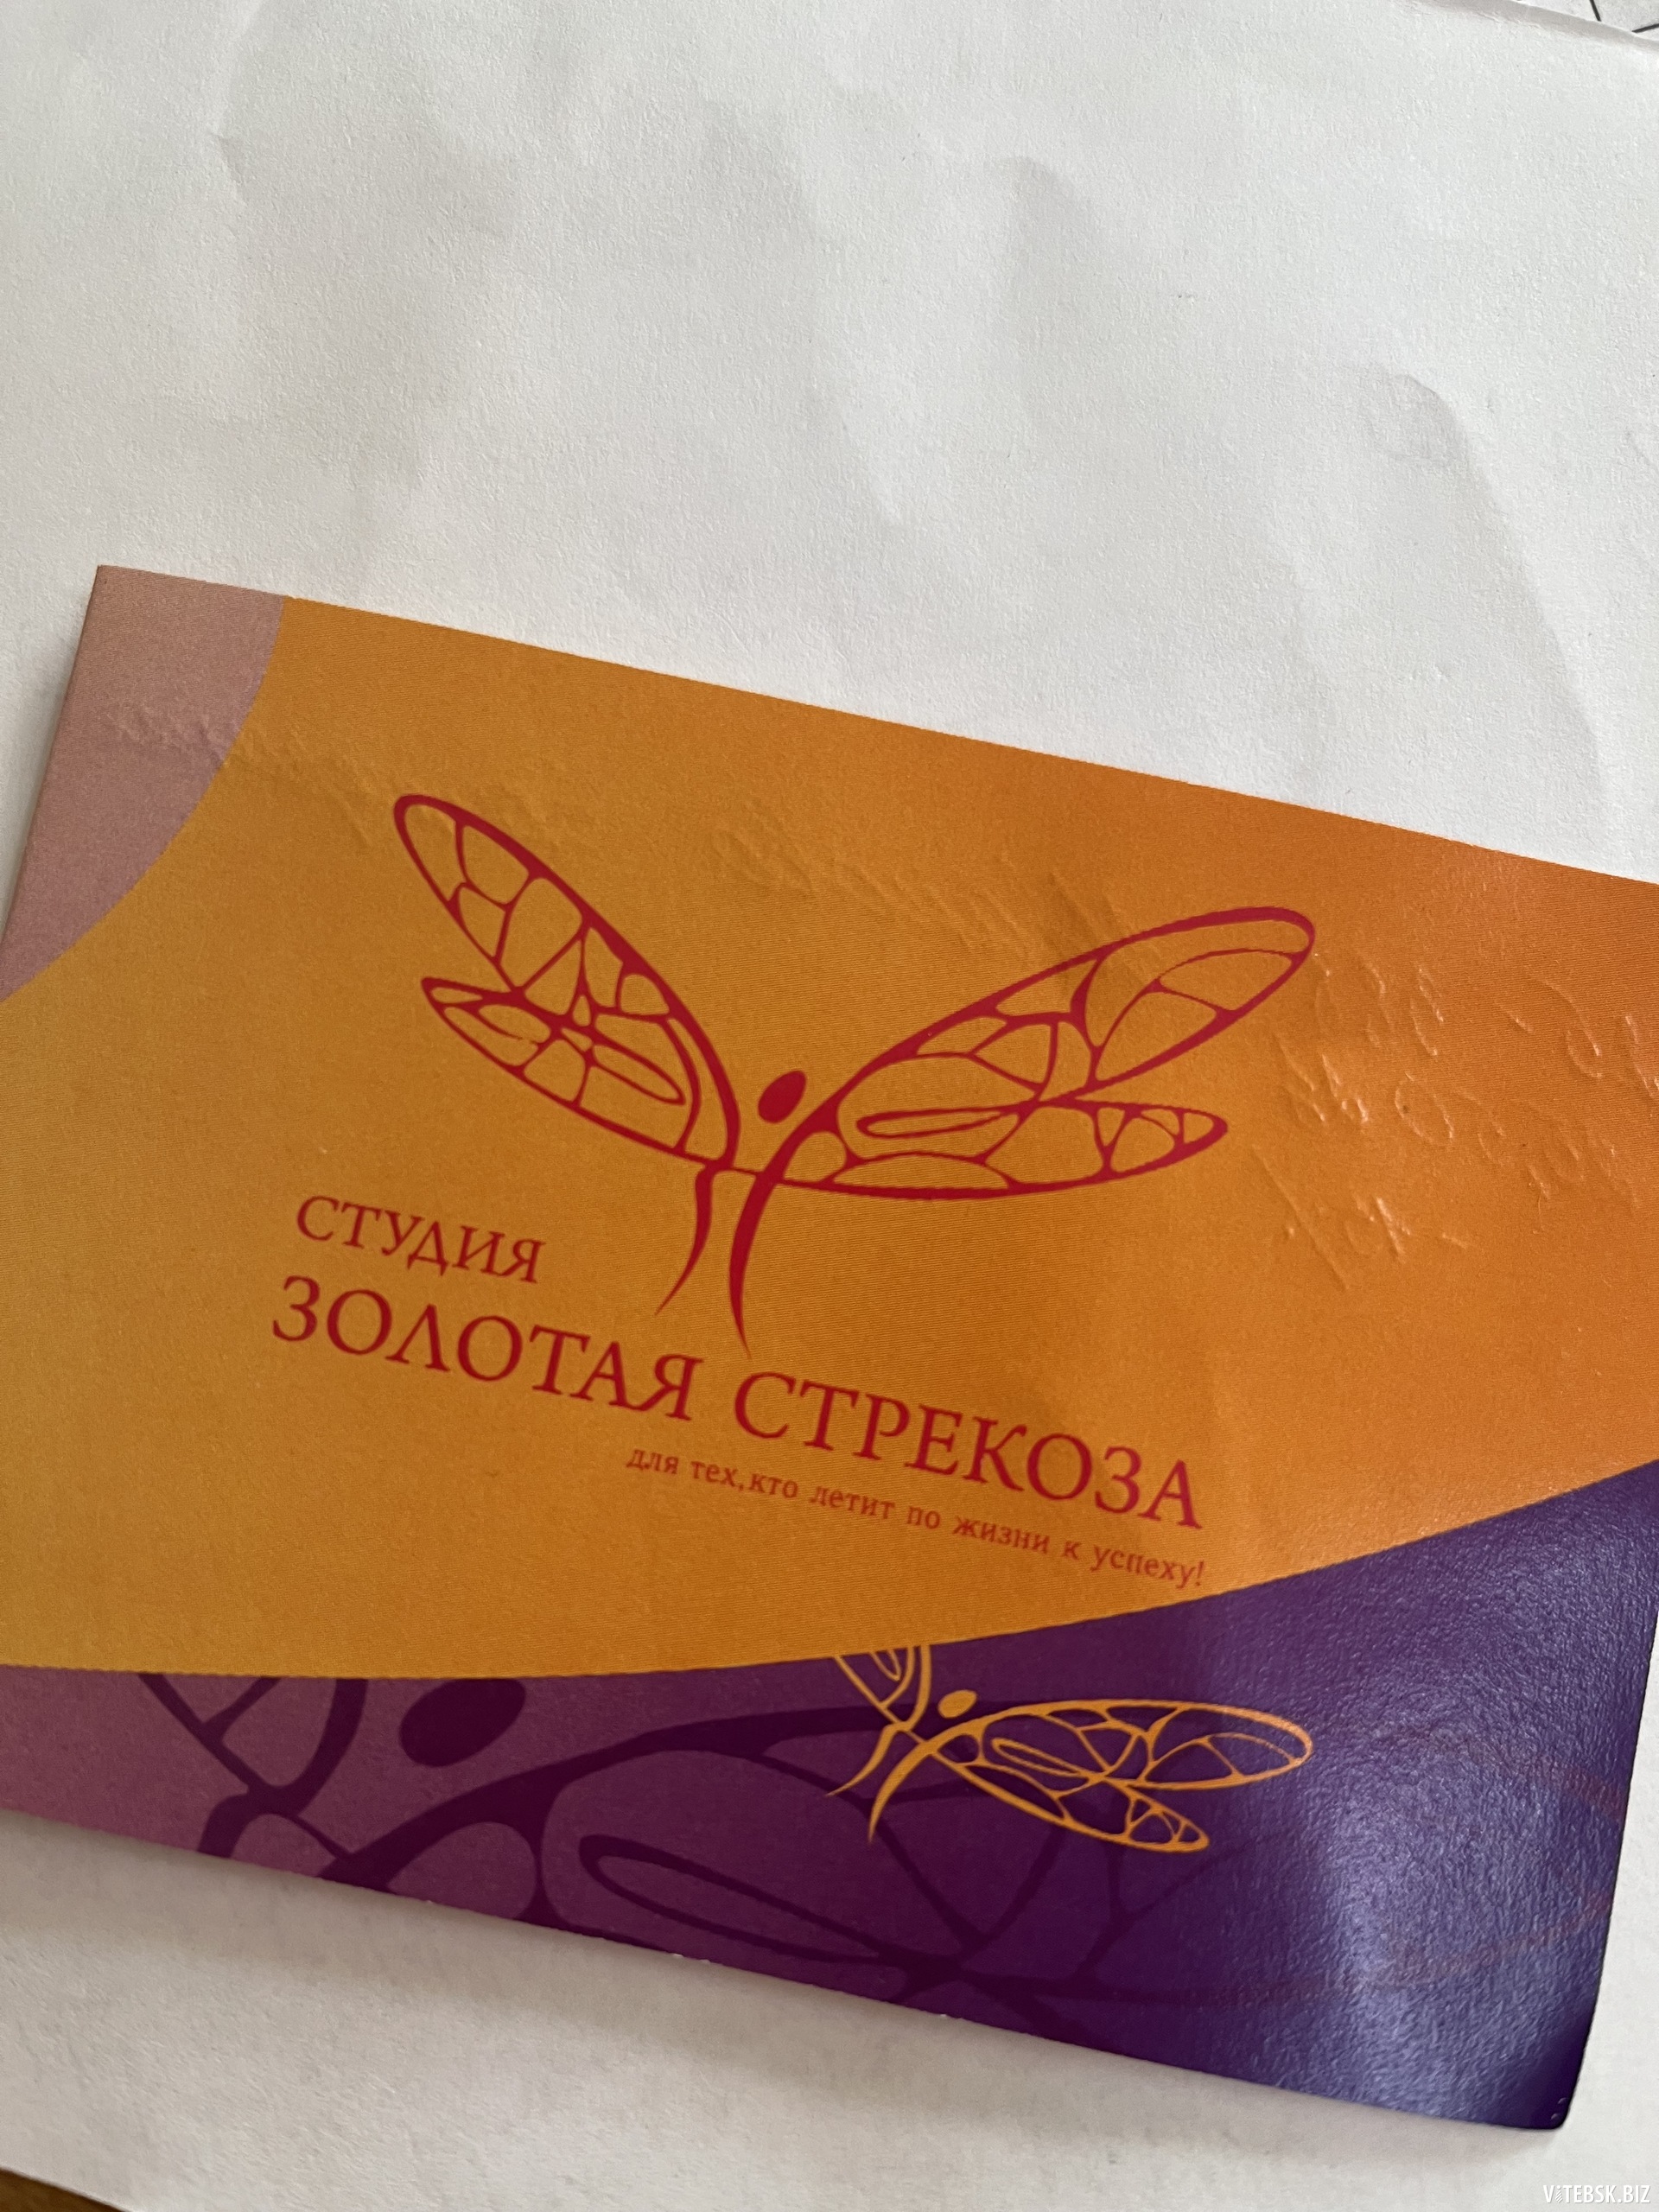 СТУДИЯ
ЗОЛОТАЯ СТРЕКОЗА
для тех,кто летит по жизни к успеху!
VITEBSK.BIZ